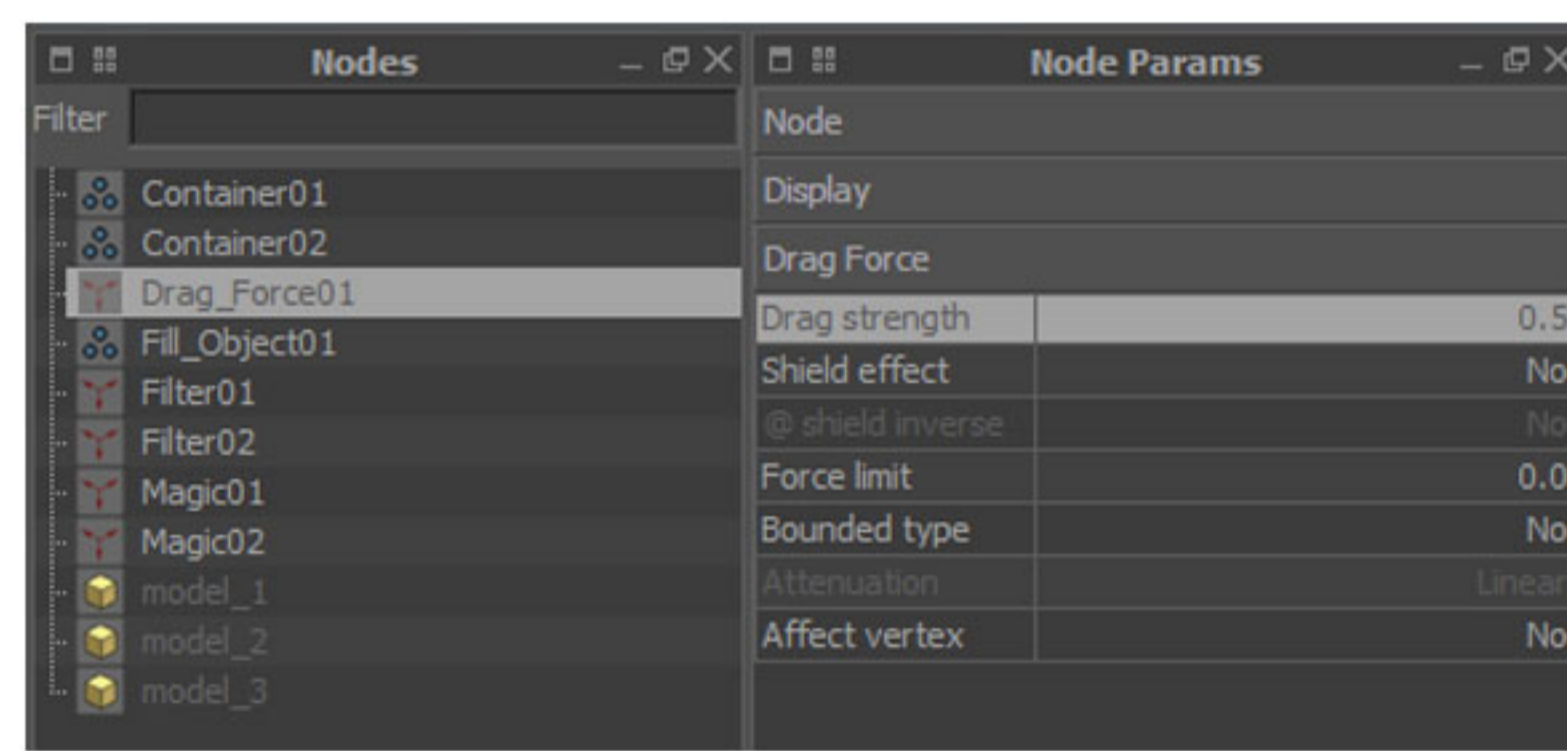 Nodes
Filter
Container01
Container02
Drag_Force01
Fill_Object01
Filter01
Filter02
Magic01
Magic02
model_1
model_2
model_3
Node Params
Node
Display
Drag Force
Drag strength 0.5
Shield effect No
@ shield inverse No
Force limit 0.0
Bounded type No
Attenuation Linear
Affect vertex No